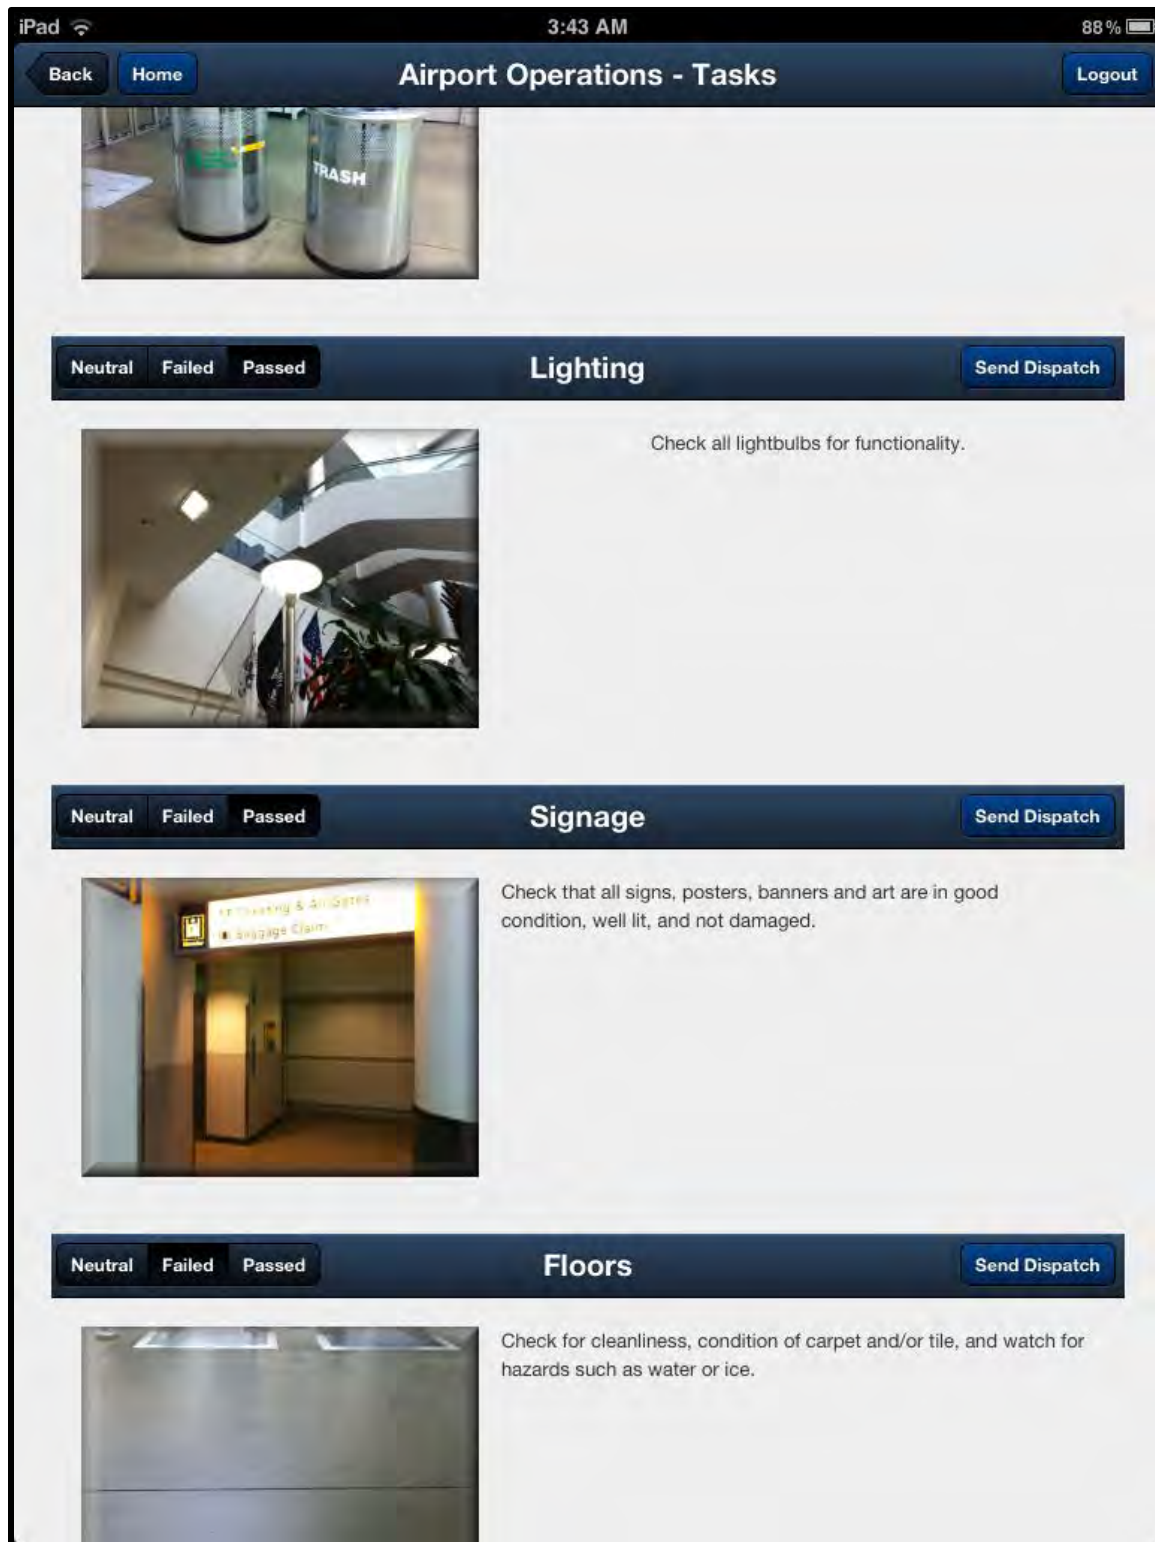 iPad 3:43 AM 88%
Back Home Airport Operations - Tasks Logout
TRASH
Neutral Failed Passed Lighting Send Dispatch
Check all lightbulbs for functionality.
Neutral Failed Passed Signage Send Dispatch
Ticketing & All Gates
Baggage Claim
Check that all signs, posters, banners and art are in good
condition, well lit, and not damaged.
Neutral Failed Passed Floors Send Dispatch
Check for cleanliness, condition of carpet and/or tile, and watch for
hazards such as water or ice.